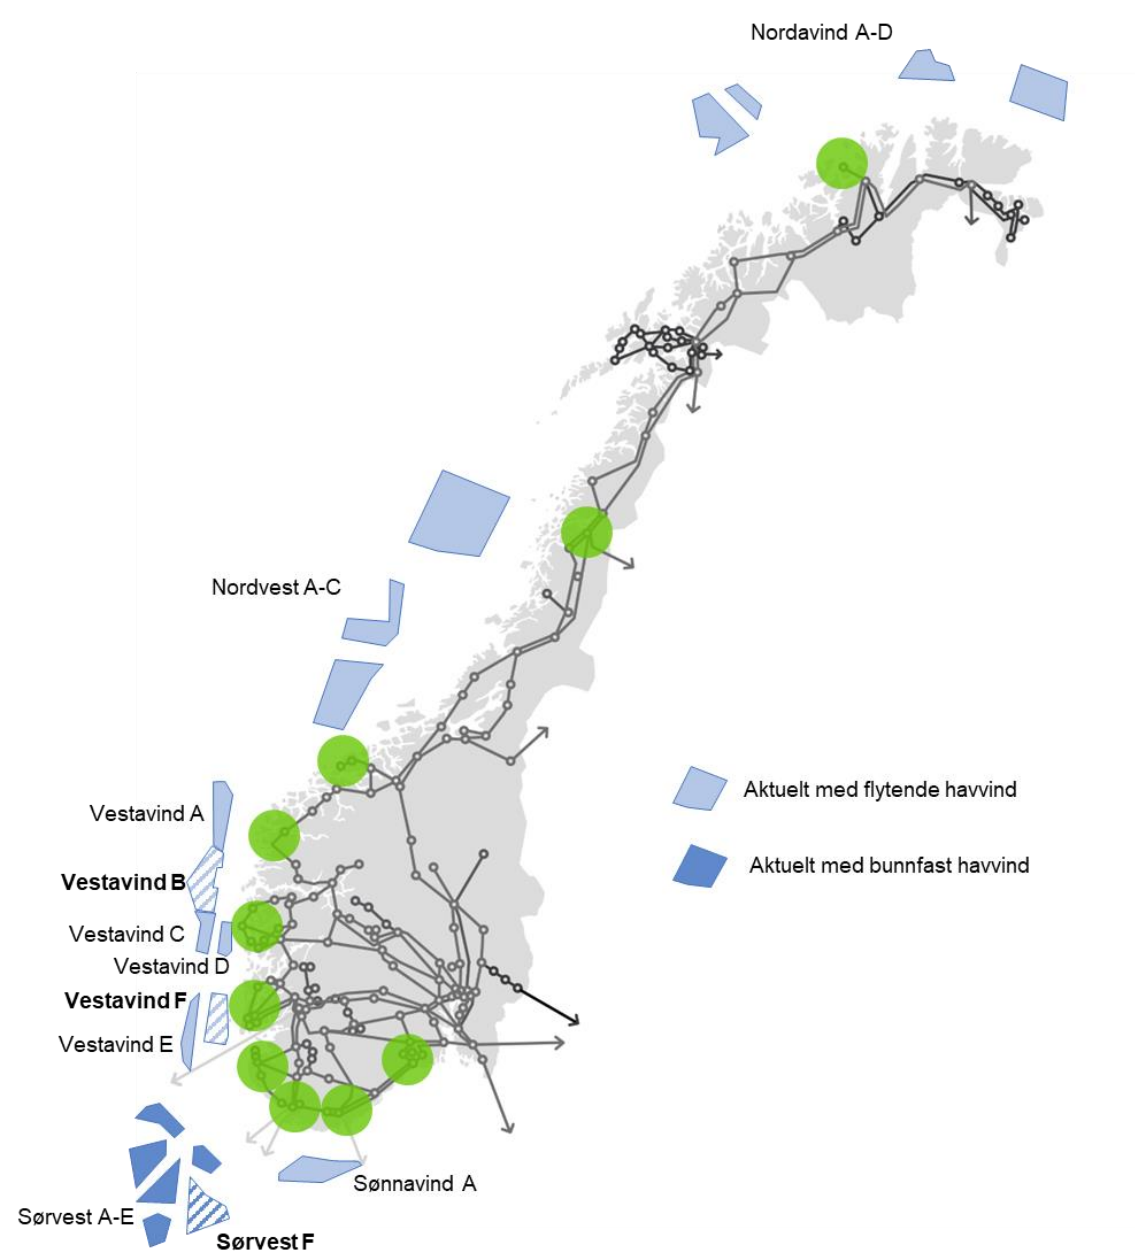 Nordavind A-D
Nordvest A-C
Aktuelt med flytende havvind
Vestavind A
Aktuelt med bunnfast havvind
Vestavind B
Vestavind C
Vestavind D
Vestavind F
Vestavind E
Sønnavind A
Sørvest A-E
Sørvest F